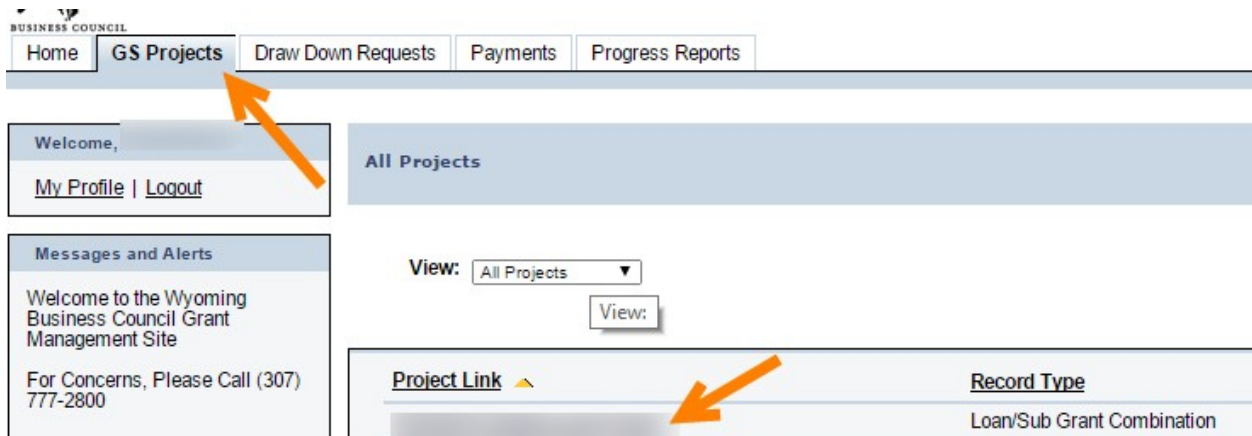 BUSINESS COUNCIL
Home GS Projects Draw Down Requests Payments Progress Reports
Welcome,
My Profile | Logout
All Projects
Messages and Alerts
View: All Projects
View:
Welcome to the Wyoming
Business Council Grant
Management Site
For Concerns, Please Call (307)
777-2800
Project Link Record Type
Loan/Sub Grant Combination